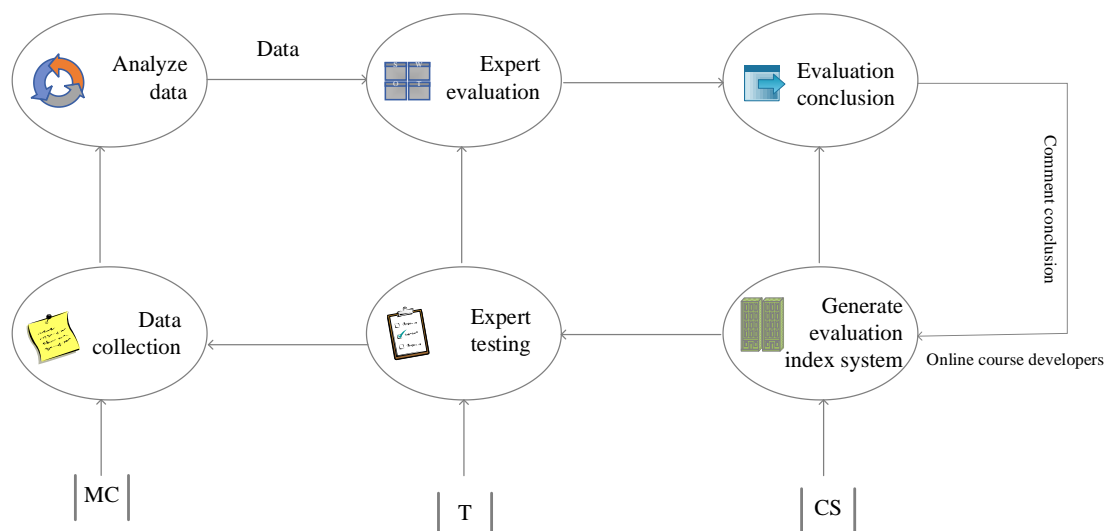 Analyze
data
Data
Expert
evaluation
S W
O T
Evaluation
conclusion
Comment conclusion
Data
collection
Expert
testing
Generate
evaluation
index system
Online course developers
MC
T
CS